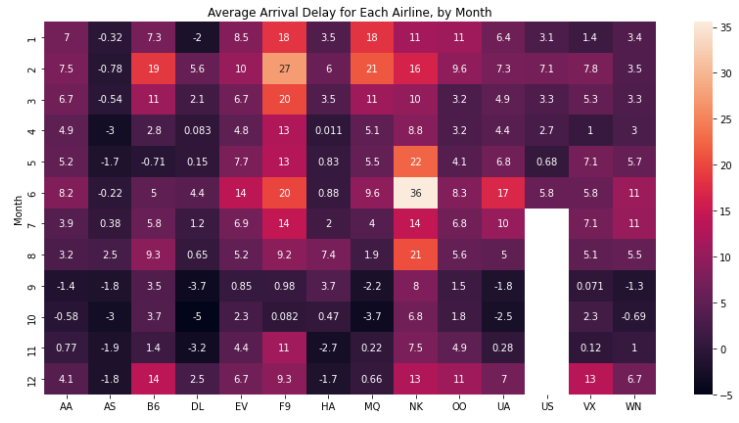 Average Arrival Delay for Each Airline, by Month
1 7 -0.32 7.3 -2 8.5 18 3.5 18 11 11 6.4 3.1 1.4 3.4
2 7.5 -0.78 19 5.6 10 27 6 21 16 9.6 7.3 7.1 7.8 3.5
3 6.7 -0.54 11 2.1 6.7 20 3.5 11 10 3.2 4.9 3.3 5.3 3.3
4 4.9 -3 2.8 0.083 4.8 13 0.011 5.1 8.8 3.2 4.4 2.7 1 3
5 5.2 -1.7 -0.71 0.15 7.7 13 0.83 5.5 22 4.1 6.8 0.68 7.1 5.7
6 8.2 -0.22 5 4.4 14 20 0.88 9.6 36 8.3 17 5.8 5.8 11
7 3.9 0.38 5.8 1.2 6.9 14 2 4 14 6.8 10 7.1 11
8 3.2 2.5 9.3 0.65 5.2 9.2 7.4 1.9 21 5.6 5 5.1 5.5
9 -1.4 -1.8 3.5 -3.7 0.85 0.98 3.7 -2.2 8 1.5 -1.8 0.071 -1.3
10 -0.58 -3 3.7 -5 2.3 0.082 0.47 -3.7 6.8 1.8 -2.5 2.3 -0.69
11 0.77 -1.9 1.4 -3.2 4.4 11 -2.7 0.22 7.5 4.9 0.28 0.12 1
12 4.1 -1.8 14 2.5 6.7 9.3 -1.7 0.66 13 11 7 13 6.7
AA AS B6 DL EV F9 HA MQ NK OO UA US VX WN
Month
35
30
25
20
15
10
5
0
-5